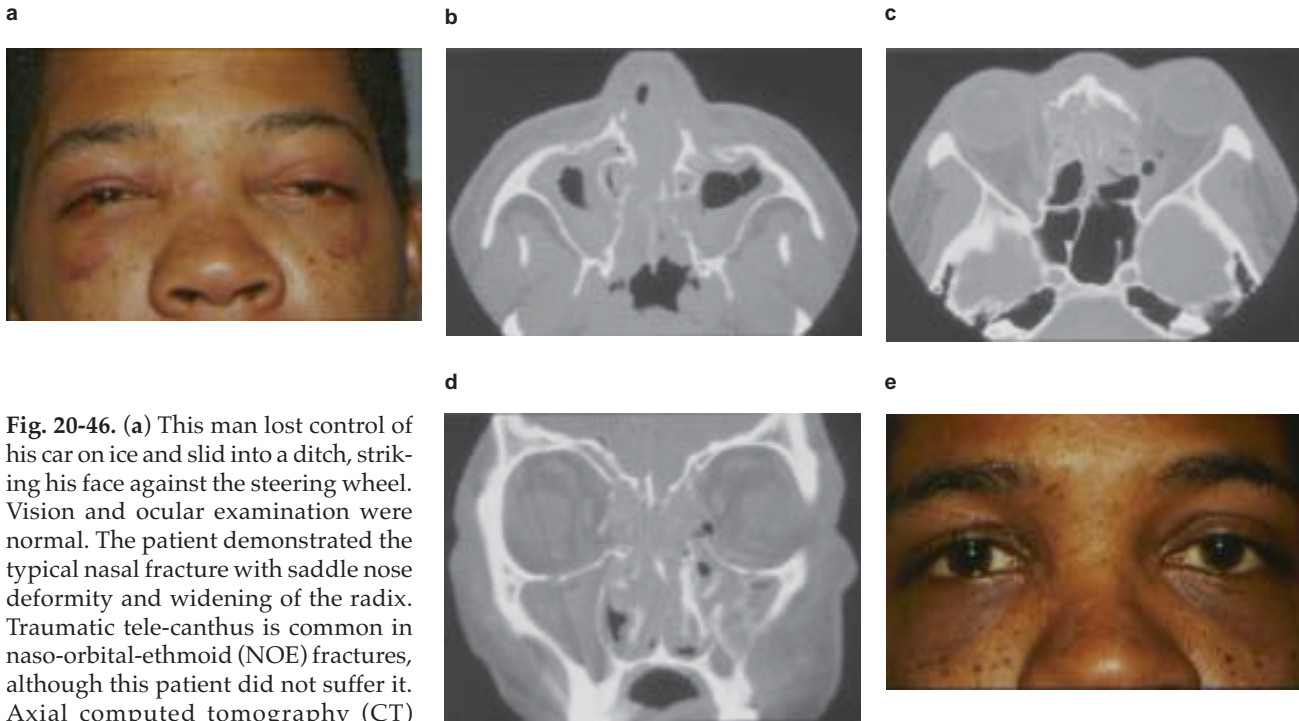 a
b
c
d
e
Fig. 20-46. (a) This man lost control of
his car on ice and slid into a ditch, strik-
ing his face against the steering wheel.
Vision and ocular examination were
normal. The patient demonstrated the
typical nasal fracture with saddle nose
deformity and widening of the radix.
Traumatic tele-canthus is common in
naso-orbital-ethmoid (NOE) fractures,
although this patient did not suffer it.
Axial computed tomography (CT)